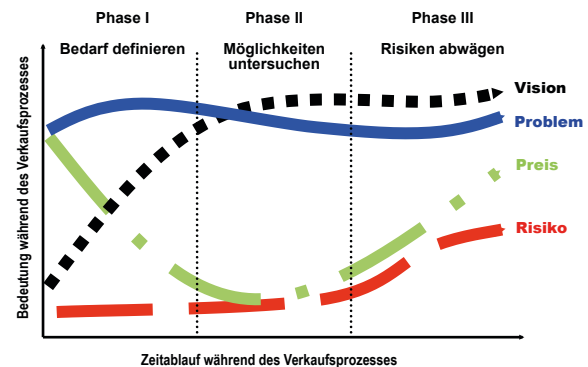 Phase I
Phase II
Phase III
Bedarf definieren
Möglichkeiten
untersuchen
Risiken abwägen
Bedeutung während des Verkaufsprozesses
Vision
Problem
Preis
Risiko
Zeitablauf während des Verkaufsprozesses